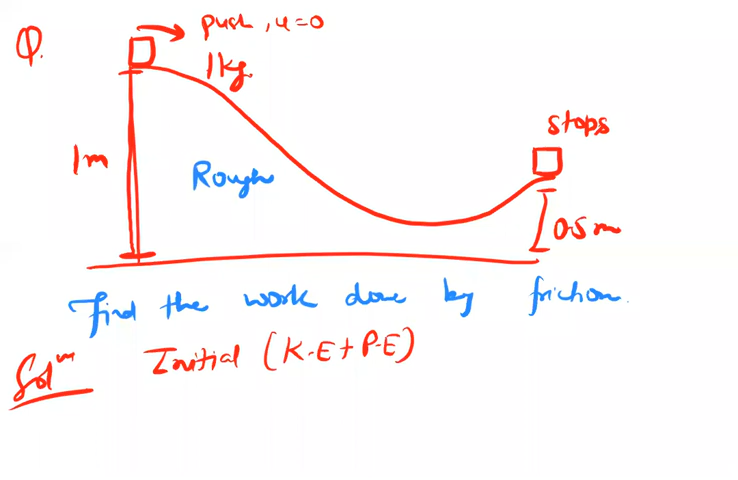 Q.
push, u=0
1kg.
stops
1m
Rough
0.5m
Find the work done by friction.
Solⁿ
Initial (K.E+P.E)